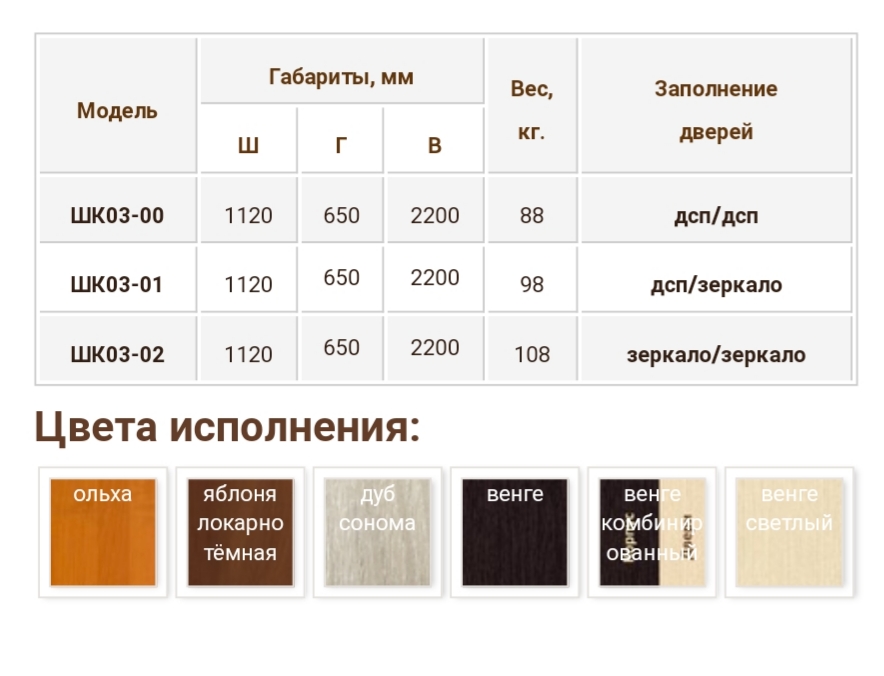 Модель
Габариты, мм
Вес,
кг.
Заполнение
дверей
Ш
Г
В
ШК03-00
1120
650
2200
88
дсп/дсп
ШК03-01
1120
650
2200
98
дсп/зеркало
ШК03-02
1120
650
2200
108
зеркало/зеркало
Цвета исполнения:
ольха
яблоня
локарно
тёмная
дуб
сонома
венге
венге
комбинир
ованный
венге
светлый